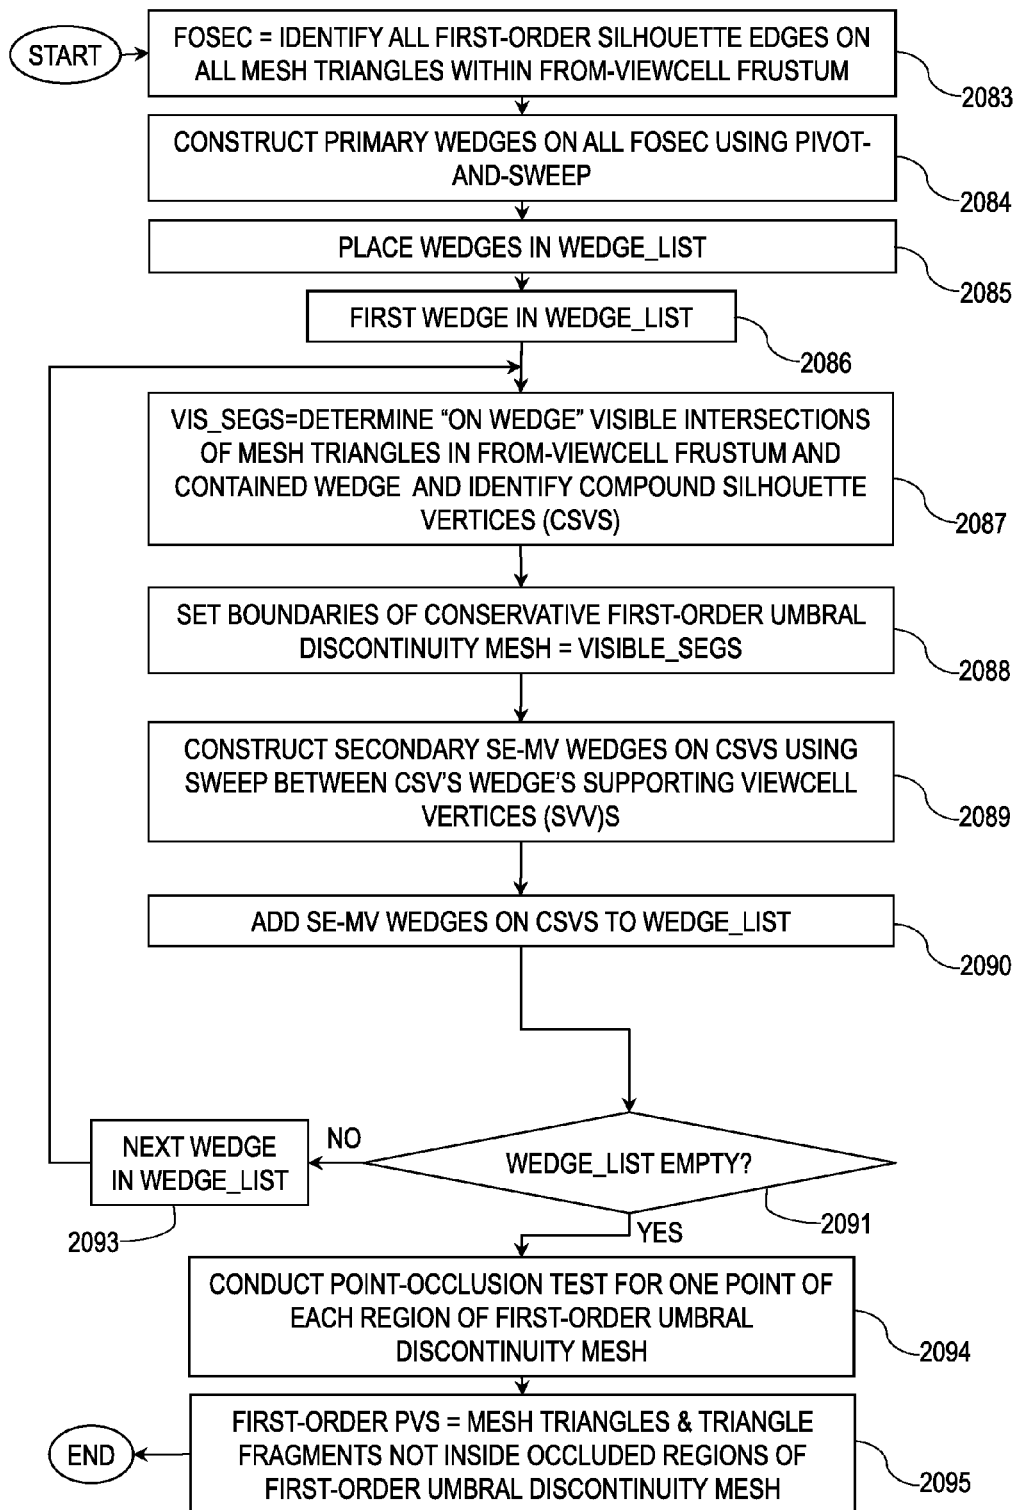 START
FOSEC = IDENTIFY ALL FIRST-ORDER SILHOUETTE EDGES ON
ALL MESH TRIANGLES WITHIN FROM-VIEWCELL FRUSTUM
2083
CONSTRUCT PRIMARY WEDGES ON ALL FOSEC USING PIVOT-
AND-SWEEP
2084
PLACE WEDGES IN WEDGE_LIST
2085
FIRST WEDGE IN WEDGE_LIST
2086
VIS_SEGS=DETERMINE “ON WEDGE” VISIBLE INTERSECTIONS
OF MESH TRIANGLES IN FROM-VIEWCELL FRUSTUM AND
CONTAINED WEDGE AND IDENTIFY COMPOUND SILHOUETTE
VERTICES (CSVS)
2087
SET BOUNDARIES OF CONSERVATIVE FIRST-ORDER UMBRAL
DISCONTINUITY MESH = VISIBLE_SEGS
2088
CONSTRUCT SECONDARY SE-MV WEDGES ON CSVS USING
SWEEP BETWEEN CSV'S WEDGE'S SUPPORTING VIEWCELL
VERTICES (SVV)S
2089
ADD SE-MV WEDGES ON CSVS TO WEDGE_LIST
2090
WEDGE_LIST EMPTY?
2091
NO
NEXT WEDGE
IN WEDGE_LIST
2093
YES
CONDUCT POINT-OCCLUSION TEST FOR ONE POINT OF
EACH REGION OF FIRST-ORDER UMBRAL
DISCONTINUITY MESH
2094
FIRST-ORDER PVS = MESH TRIANGLES & TRIANGLE
FRAGMENTS NOT INSIDE OCCLUDED REGIONS OF
FIRST-ORDER UMBRAL DISCONTINUITY MESH
2095
END